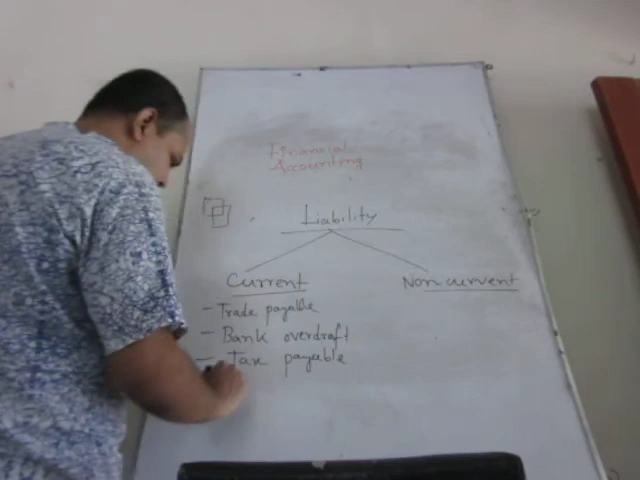 Financial
Accounting
Liability
Current
Non current
- Trade payable
- Bank overdraft
- Tax payable